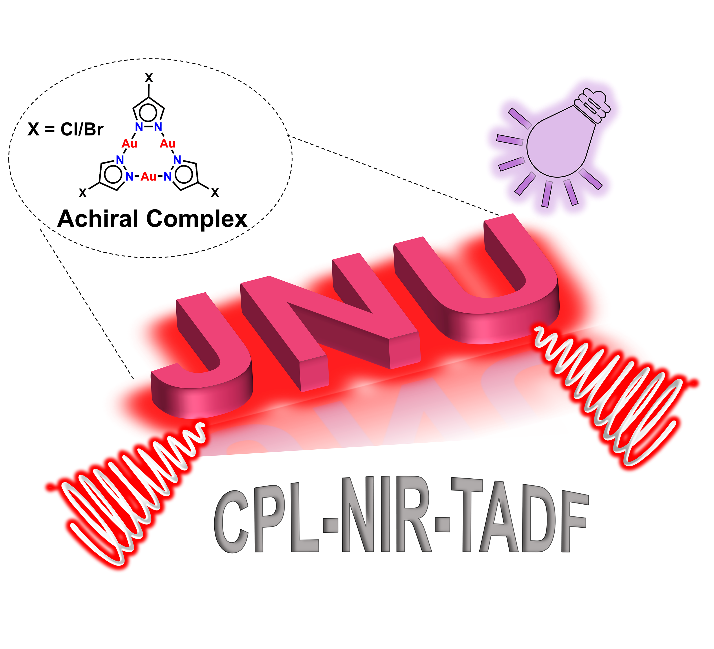 X
X = Cl/Br
N N
Au Au
N N
N Au N
X X
Achiral Complex
JNU
CPL-NIR-TADF